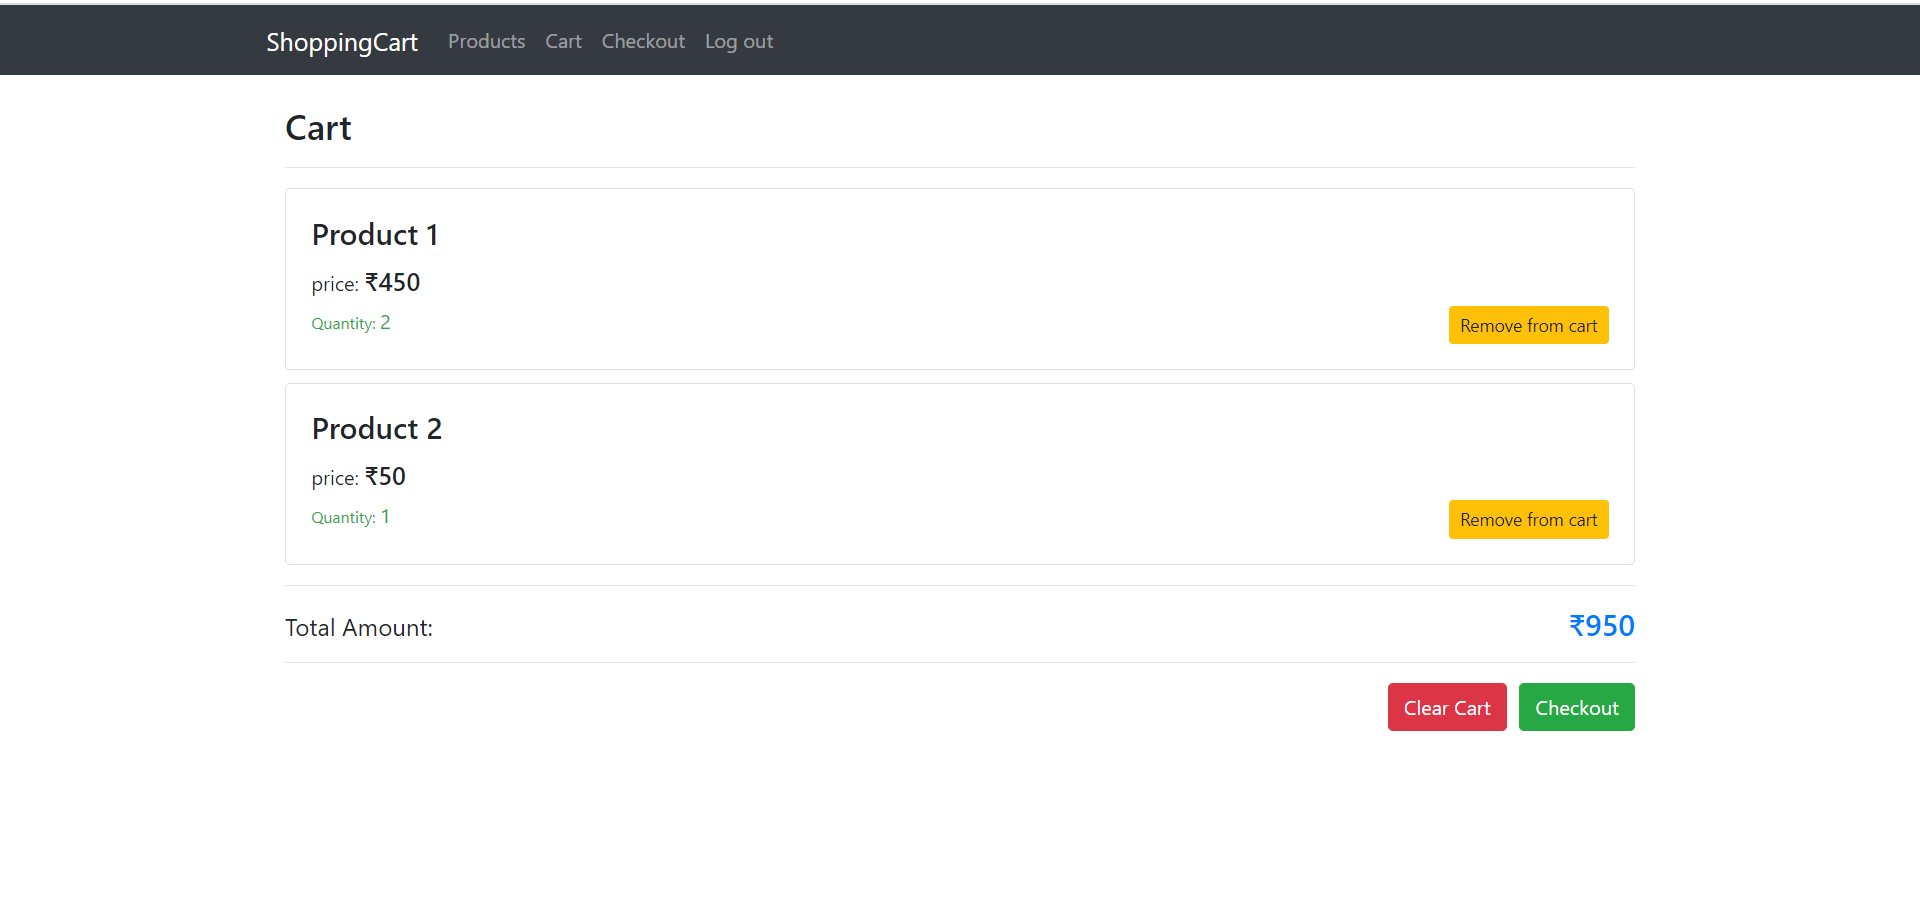 ShoppingCart Products Cart Checkout Log out
Cart
Product 1
price: ₹450
Quantity: 2
Remove from cart
Product 2
price: ₹50
Quantity: 1
Remove from cart
Total Amount: ₹950
Clear Cart Checkout